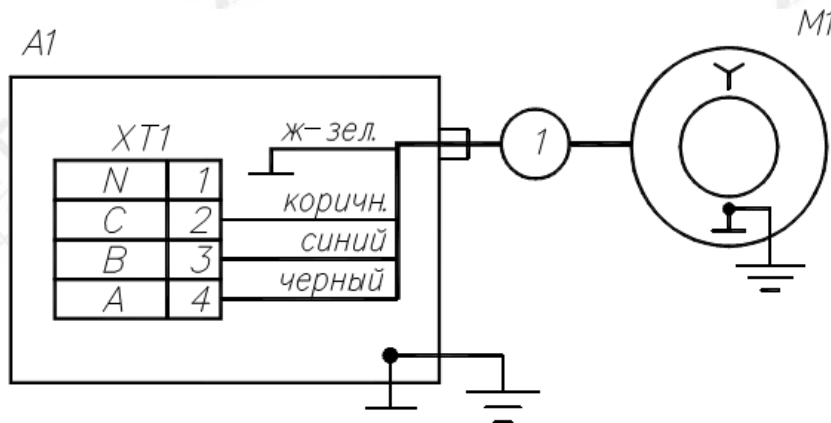 A1
M1
XT1
ж-зел.
1
N 1
C 2
коричн.
B 3
синий
A 4
черный